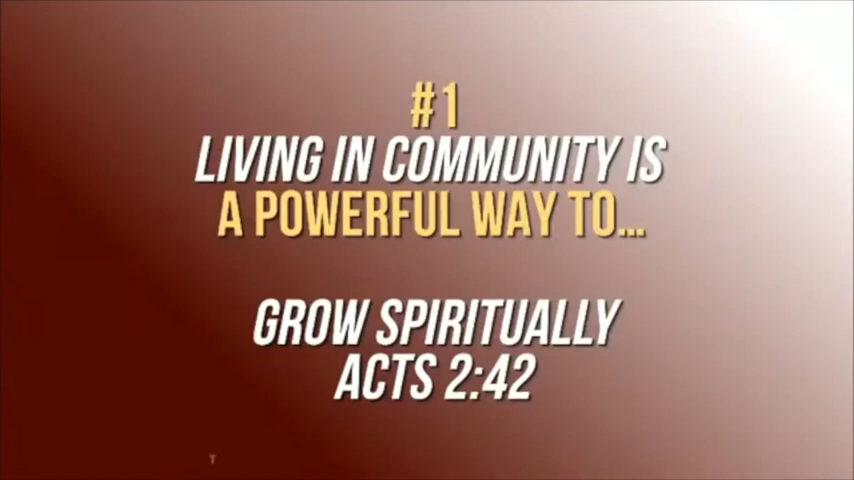 #1
LIVING IN COMMUNITY IS
A POWERFUL WAY TO...
GROW SPIRITUALLY
ACTS 2:42
T